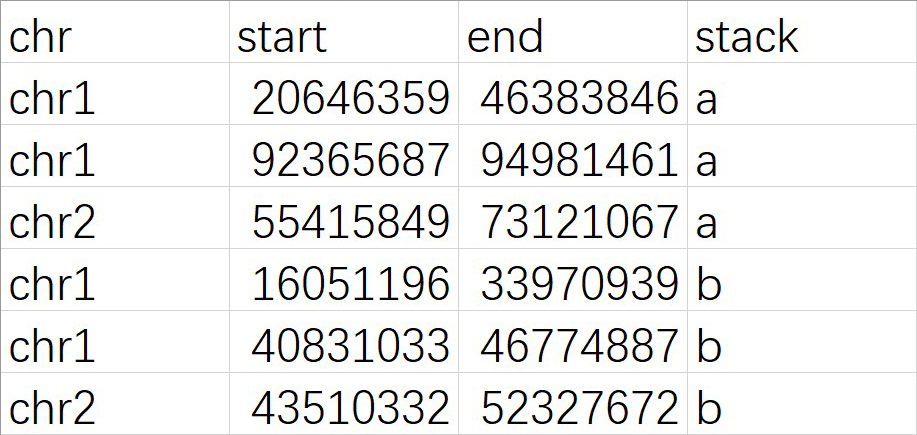 chr start end stack
chr1 20646359 46383846 a
chr1 92365687 94981461 a
chr2 55415849 73121067 a
chr1 16051196 33970939 b
chr1 40831033 46774887 b
chr2 43510332 52327672 b